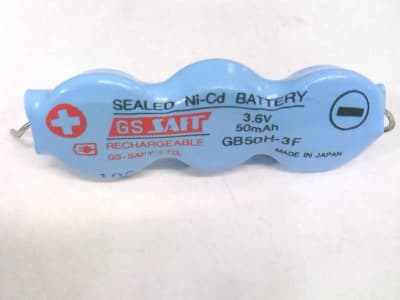 SEALED Ni-Cd BATTERY
GS SAFT
3.6V
50mAh
RECHARGEABLE
GB50H-3F
GS-SAFT LTD.
MADE IN JAPAN